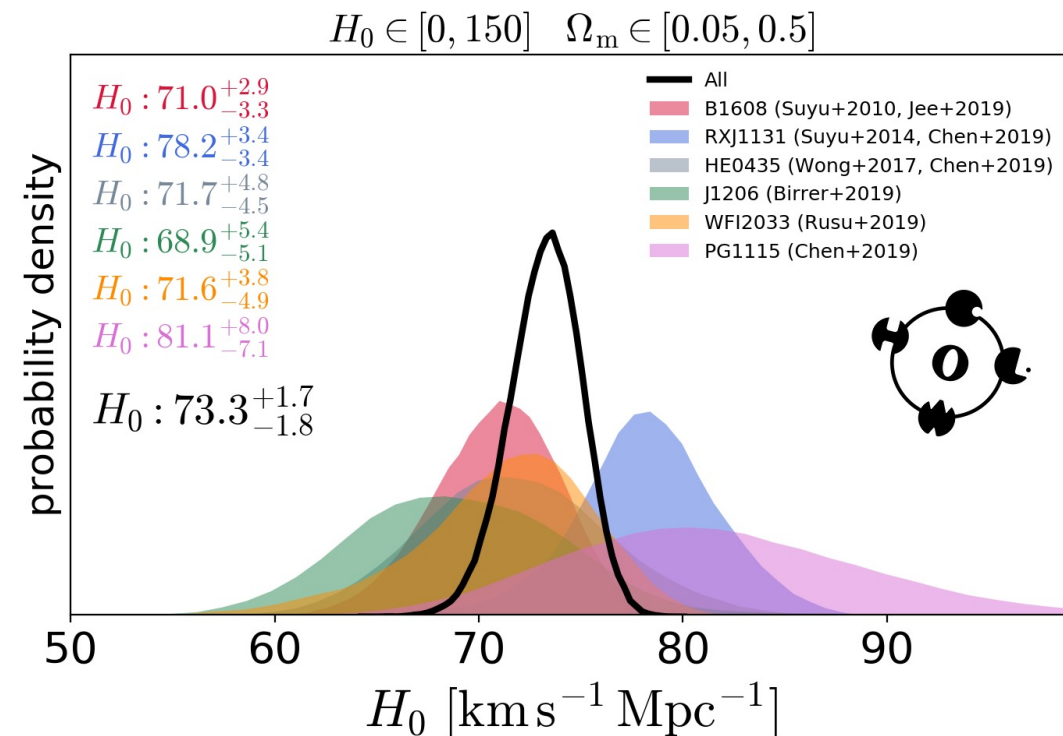 H₀ ∈ [0, 150] Ωₘ ∈ [0.05, 0.5]
H₀ : 71.0 +2.9 −3.3
H₀ : 78.2 +3.4 −3.4
H₀ : 71.7 +4.8 −4.5
H₀ : 68.9 +5.4 −5.1
H₀ : 71.6 +3.8 −4.9
H₀ : 81.1 +8.0 −7.1
H₀ : 73.3 +1.7 −1.8
All
B1608 (Suyu+2010, Jee+2019)
RXJ1131 (Suyu+2014, Chen+2019)
HE0435 (Wong+2017, Chen+2019)
J1206 (Birrer+2019)
WFI2033 (Rusu+2019)
PG1115 (Chen+2019)
probability density
50 60 70 80 90
H₀ [km s⁻¹ Mpc⁻¹]